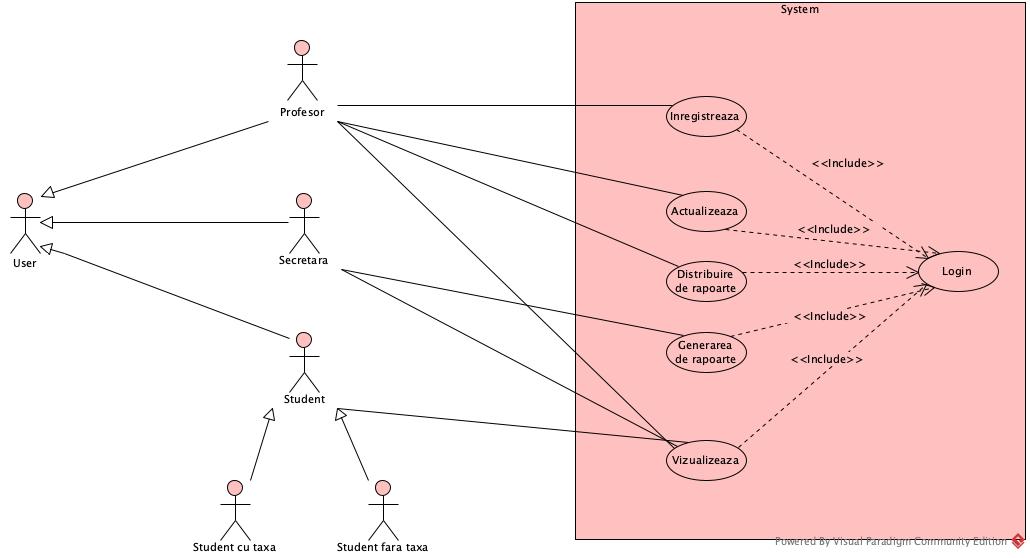 System
Profesor
Inregistreaza
<<Include>>
User
Secretara
Actualizeaza
<<Include>>
Distribuire
de rapoarte
<<Include>>
Login
Generarea
de rapoarte
<<Include>>
Student
<<Include>>
Vizualizeaza
Student cu taxa
Student fara taxa
Powered By Visual Paradigm Community Edition